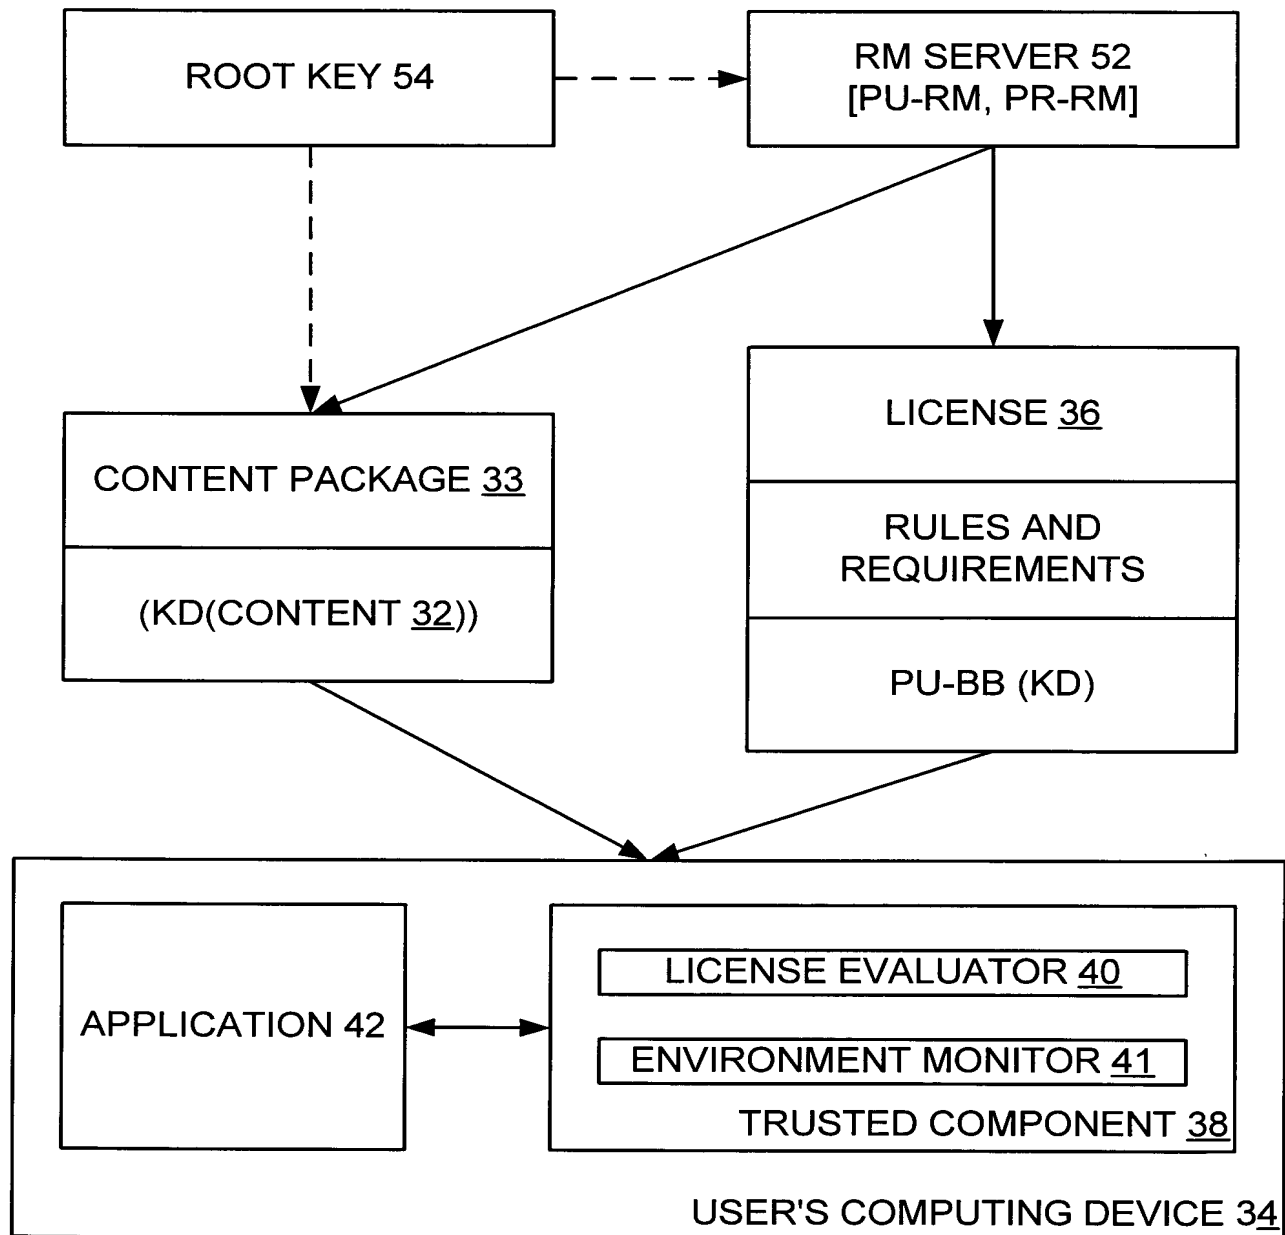 ROOT KEY 54
RM SERVER 52
[PU-RM, PR-RM]
CONTENT PACKAGE 33
(KD(CONTENT 32))
LICENSE 36
RULES AND
REQUIREMENTS
PU-BB (KD)
APPLICATION 42
LICENSE EVALUATOR 40
ENVIRONMENT MONITOR 41
TRUSTED COMPONENT 38
USER'S COMPUTING DEVICE 34